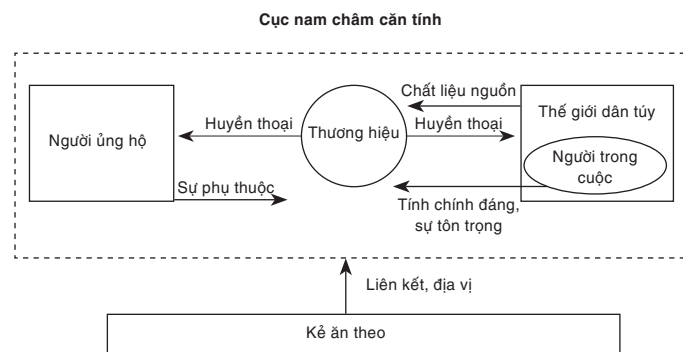 Cục nam châm căn tính
Chất liệu nguồn
Thế giới dân túy
Người ủng hộ
Huyền thoại
Thương hiệu
Huyền thoại
Người trong
cuộc
Sự phụ thuộc
Tính chính đáng,
sự tôn trọng
Liên kết, địa vị
Kẻ ăn theo